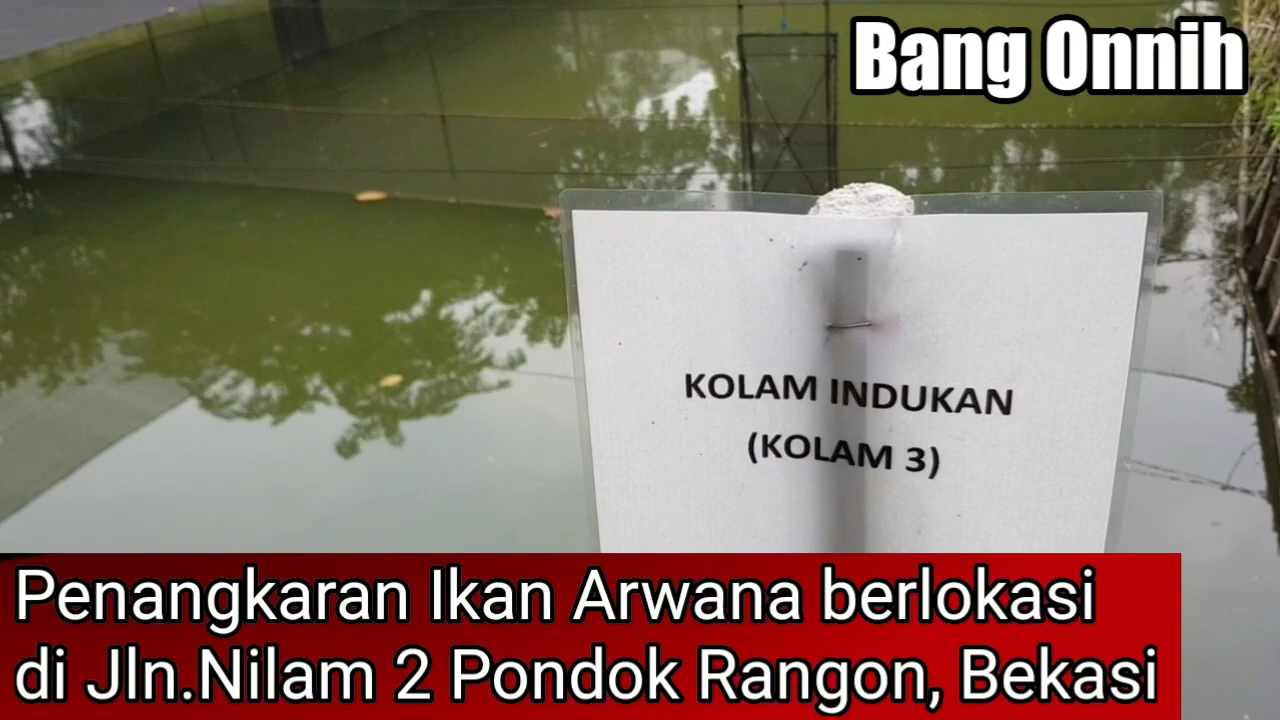 Bang Onnih
KOLAM INDUKAN
(KOLAM 3)
Penangkaran Ikan Arwana berlokasi
di Jln.Nilam 2 Pondok Rangon, Bekasi